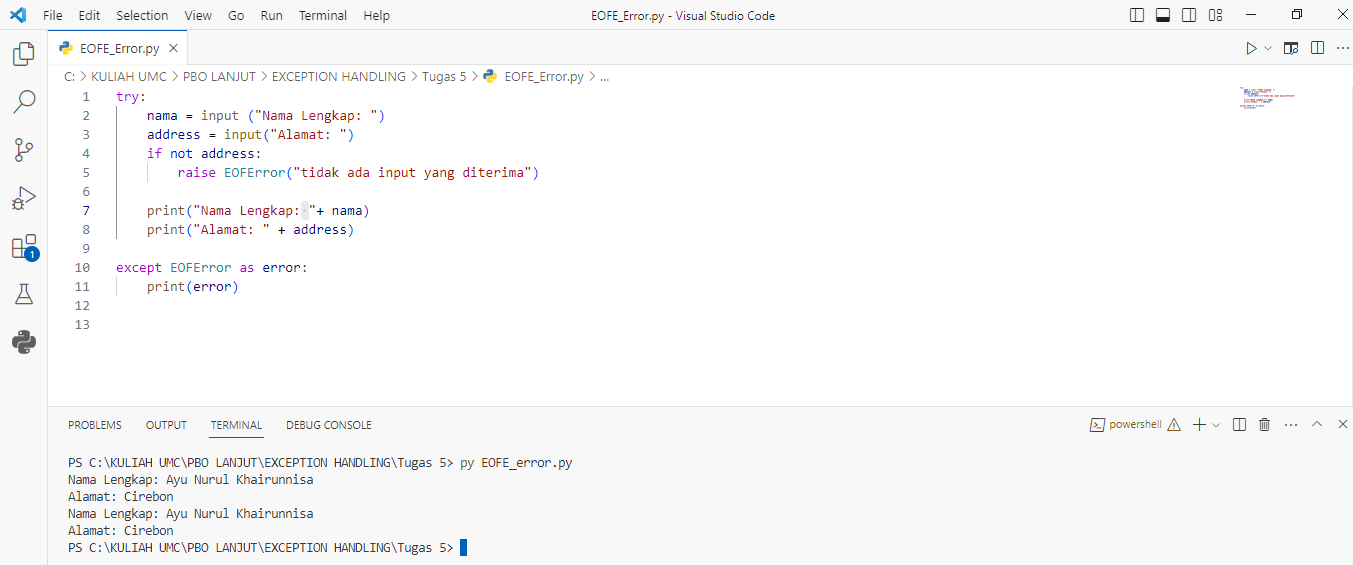 File Edit Selection View Go Run Terminal Help EOFE_Error.py - Visual Studio Code
EOFE_Error.py
C: > KULIAH UMC > PBO LANJUT > EXCEPTION HANDLING > Tugas 5 > EOFE_Error.py > ...
1 try:
2 nama = input ("Nama Lengkap: ")
3 address = input("Alamat: ")
4 if not address:
5 raise EOFError("tidak ada input yang diterima")
6
7 print("Nama Lengkap: "+ nama)
8 print("Alamat: " + address)
9
10 except EOFError as error:
11 print(error)
12
13
1
PROBLEMS OUTPUT TERMINAL DEBUG CONSOLE powershell
PS C:\KULIAH UMC\PBO LANJUT\EXCEPTION HANDLING\Tugas 5> py EOFE_error.py
Nama Lengkap: Ayu Nurul Khairunnisa
Alamat: Cirebon
Nama Lengkap: Ayu Nurul Khairunnisa
Alamat: Cirebon
PS C:\KULIAH UMC\PBO LANJUT\EXCEPTION HANDLING\Tugas 5>